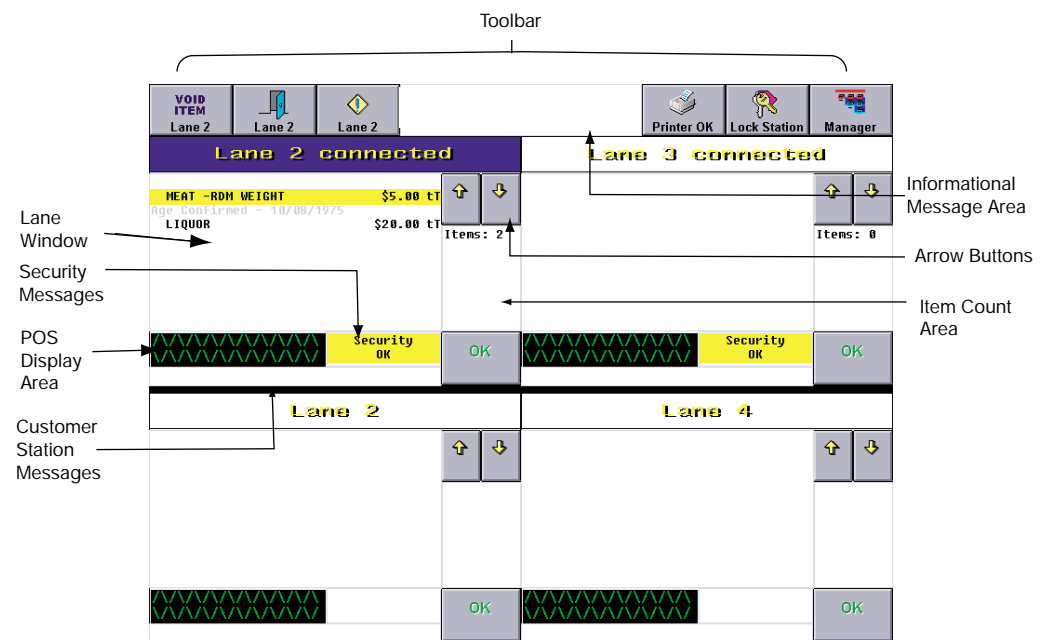 Toolbar
VOID
ITEM
Lane 2
Lane 2
Lane 2
Printer OK
Lock Station
Manager
Lane 2 connected
Lane 3 connected
MEAT -RDM WEIGHT $5.00 tT
Age Confirmed - 10/08/1975
LIQUOR $20.00 tT
Items: 2
Items: 0
Informational
Message Area
Lane
Window
Arrow Buttons
Security
Messages
Item Count
Area
POS
Display
Area
Security
OK
OK
Security
OK
OK
Lane 2
Lane 4
Customer
Station
Messages
OK
OK